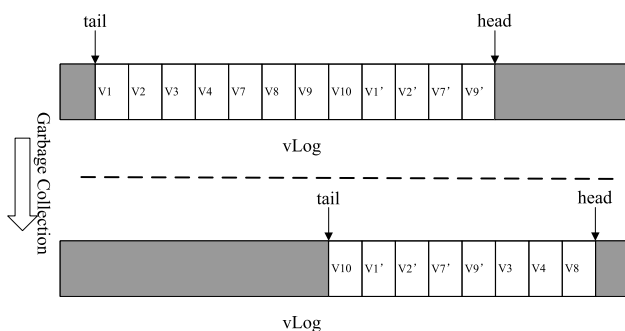 tail head
V1 V2 V3 V4 V7 V8 V9 V10 V1’ V2’ V7’ V9’
vLog
Garbage Collection
tail head
V10 V1’ V2’ V7’ V9’ V3 V4 V8
vLog